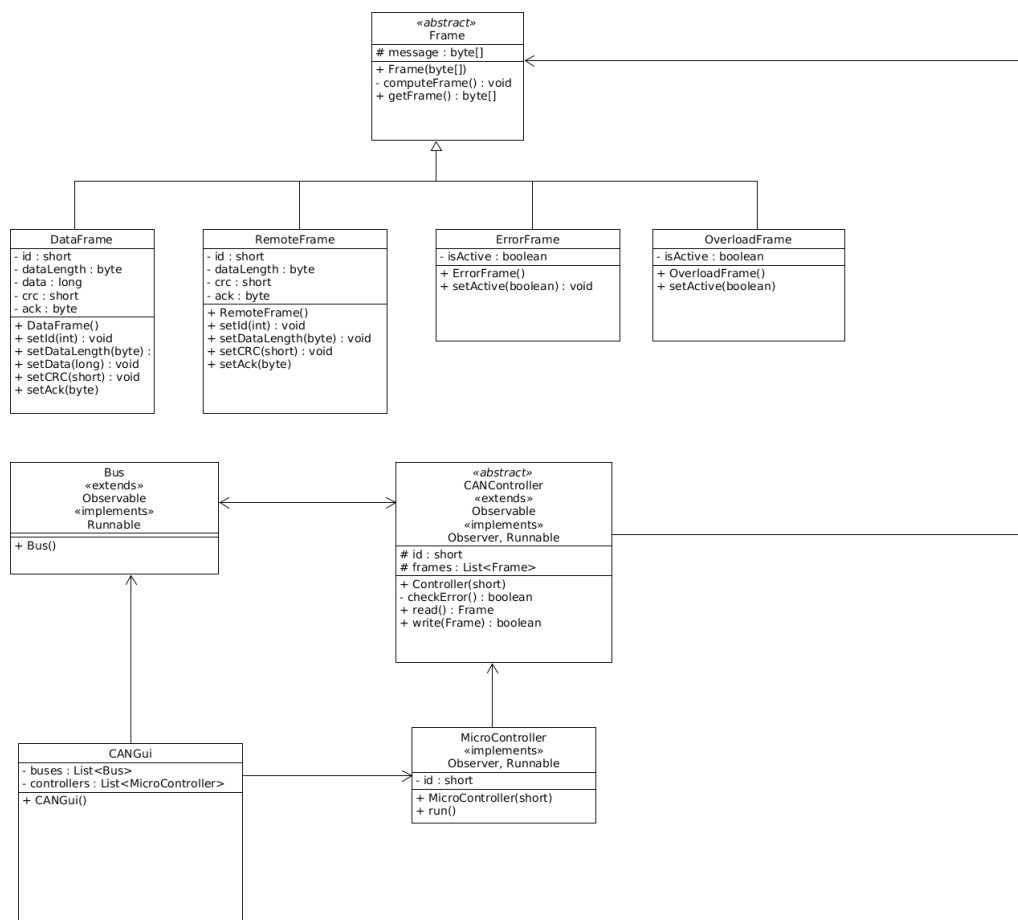 «abstract»
Frame
# message : byte[]
+ Frame(byte[])
- computeFrame() : void
+ getFrame() : byte[]
DataFrame
- id : short
- dataLength : byte
- data : long
- crc : short
- ack : byte
+ DataFrame()
+ setId(int) : void
+ setDataLength(byte) :
+ setData(long) : void
+ setCRC(short) : void
+ setAck(byte)
RemoteFrame
- id : short
- dataLength : byte
- crc : short
- ack : byte
+ RemoteFrame()
+ setId(int) : void
+ setDataLength(byte) : void
+ setCRC(short) : void
+ setAck(byte)
ErrorFrame
- isActive : boolean
+ ErrorFrame()
+ setActive(boolean) : void
OverloadFrame
- isActive : boolean
+ OverloadFrame()
+ setActive(boolean)
Bus
«extends»
Observable
«implements»
Runnable
+ Bus()
«abstract»
CANController
«extends»
Observable
«implements»
Observer, Runnable
# id : short
# frames : List<Frame>
+ Controller(short)
- checkError() : boolean
+ read() : Frame
+ write(Frame) : boolean
CANGui
- buses : List<Bus>
- controllers : List<MicroController>
+ CANGui()
MicroController
«implements»
Observer, Runnable
- id : short
+ MicroController(short)
+ run()